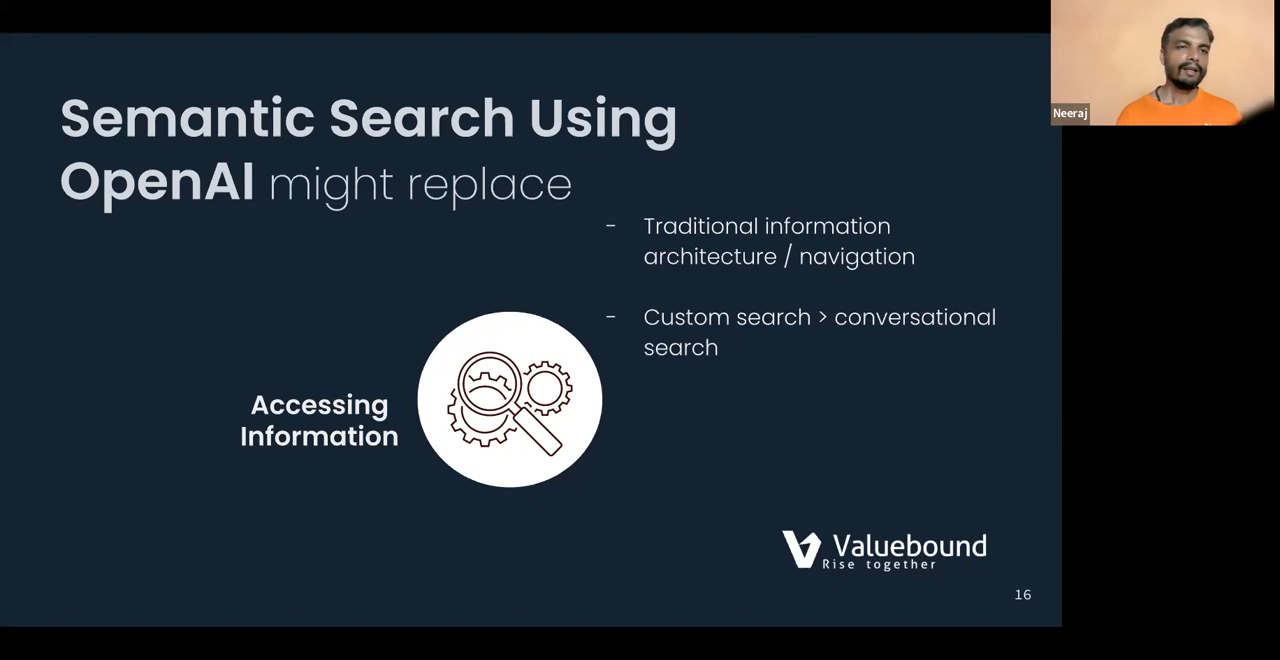 Semantic Search Using
OpenAI might replace
- Traditional information
architecture / navigation
- Custom search > conversational
search
Accessing
Information
Valuebound
Rise together
16
Neeraj